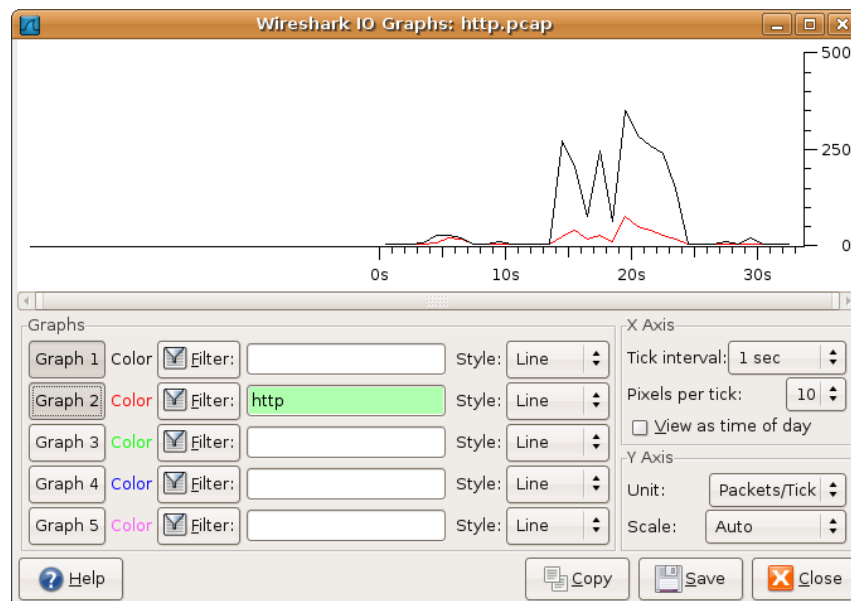 Wireshark IO Graphs: http.pcap
500
250
0
0s 10s 20s 30s
Graphs
Graph 1 Color Filter: Style: Line
Graph 2 Color Filter: http Style: Line
Graph 3 Color Filter: Style: Line
Graph 4 Color Filter: Style: Line
Graph 5 Color Filter: Style: Line
X Axis
Tick interval: 1 sec
Pixels per tick: 10
View as time of day
Y Axis
Unit: Packets/Tick
Scale: Auto
Help Copy Save Close